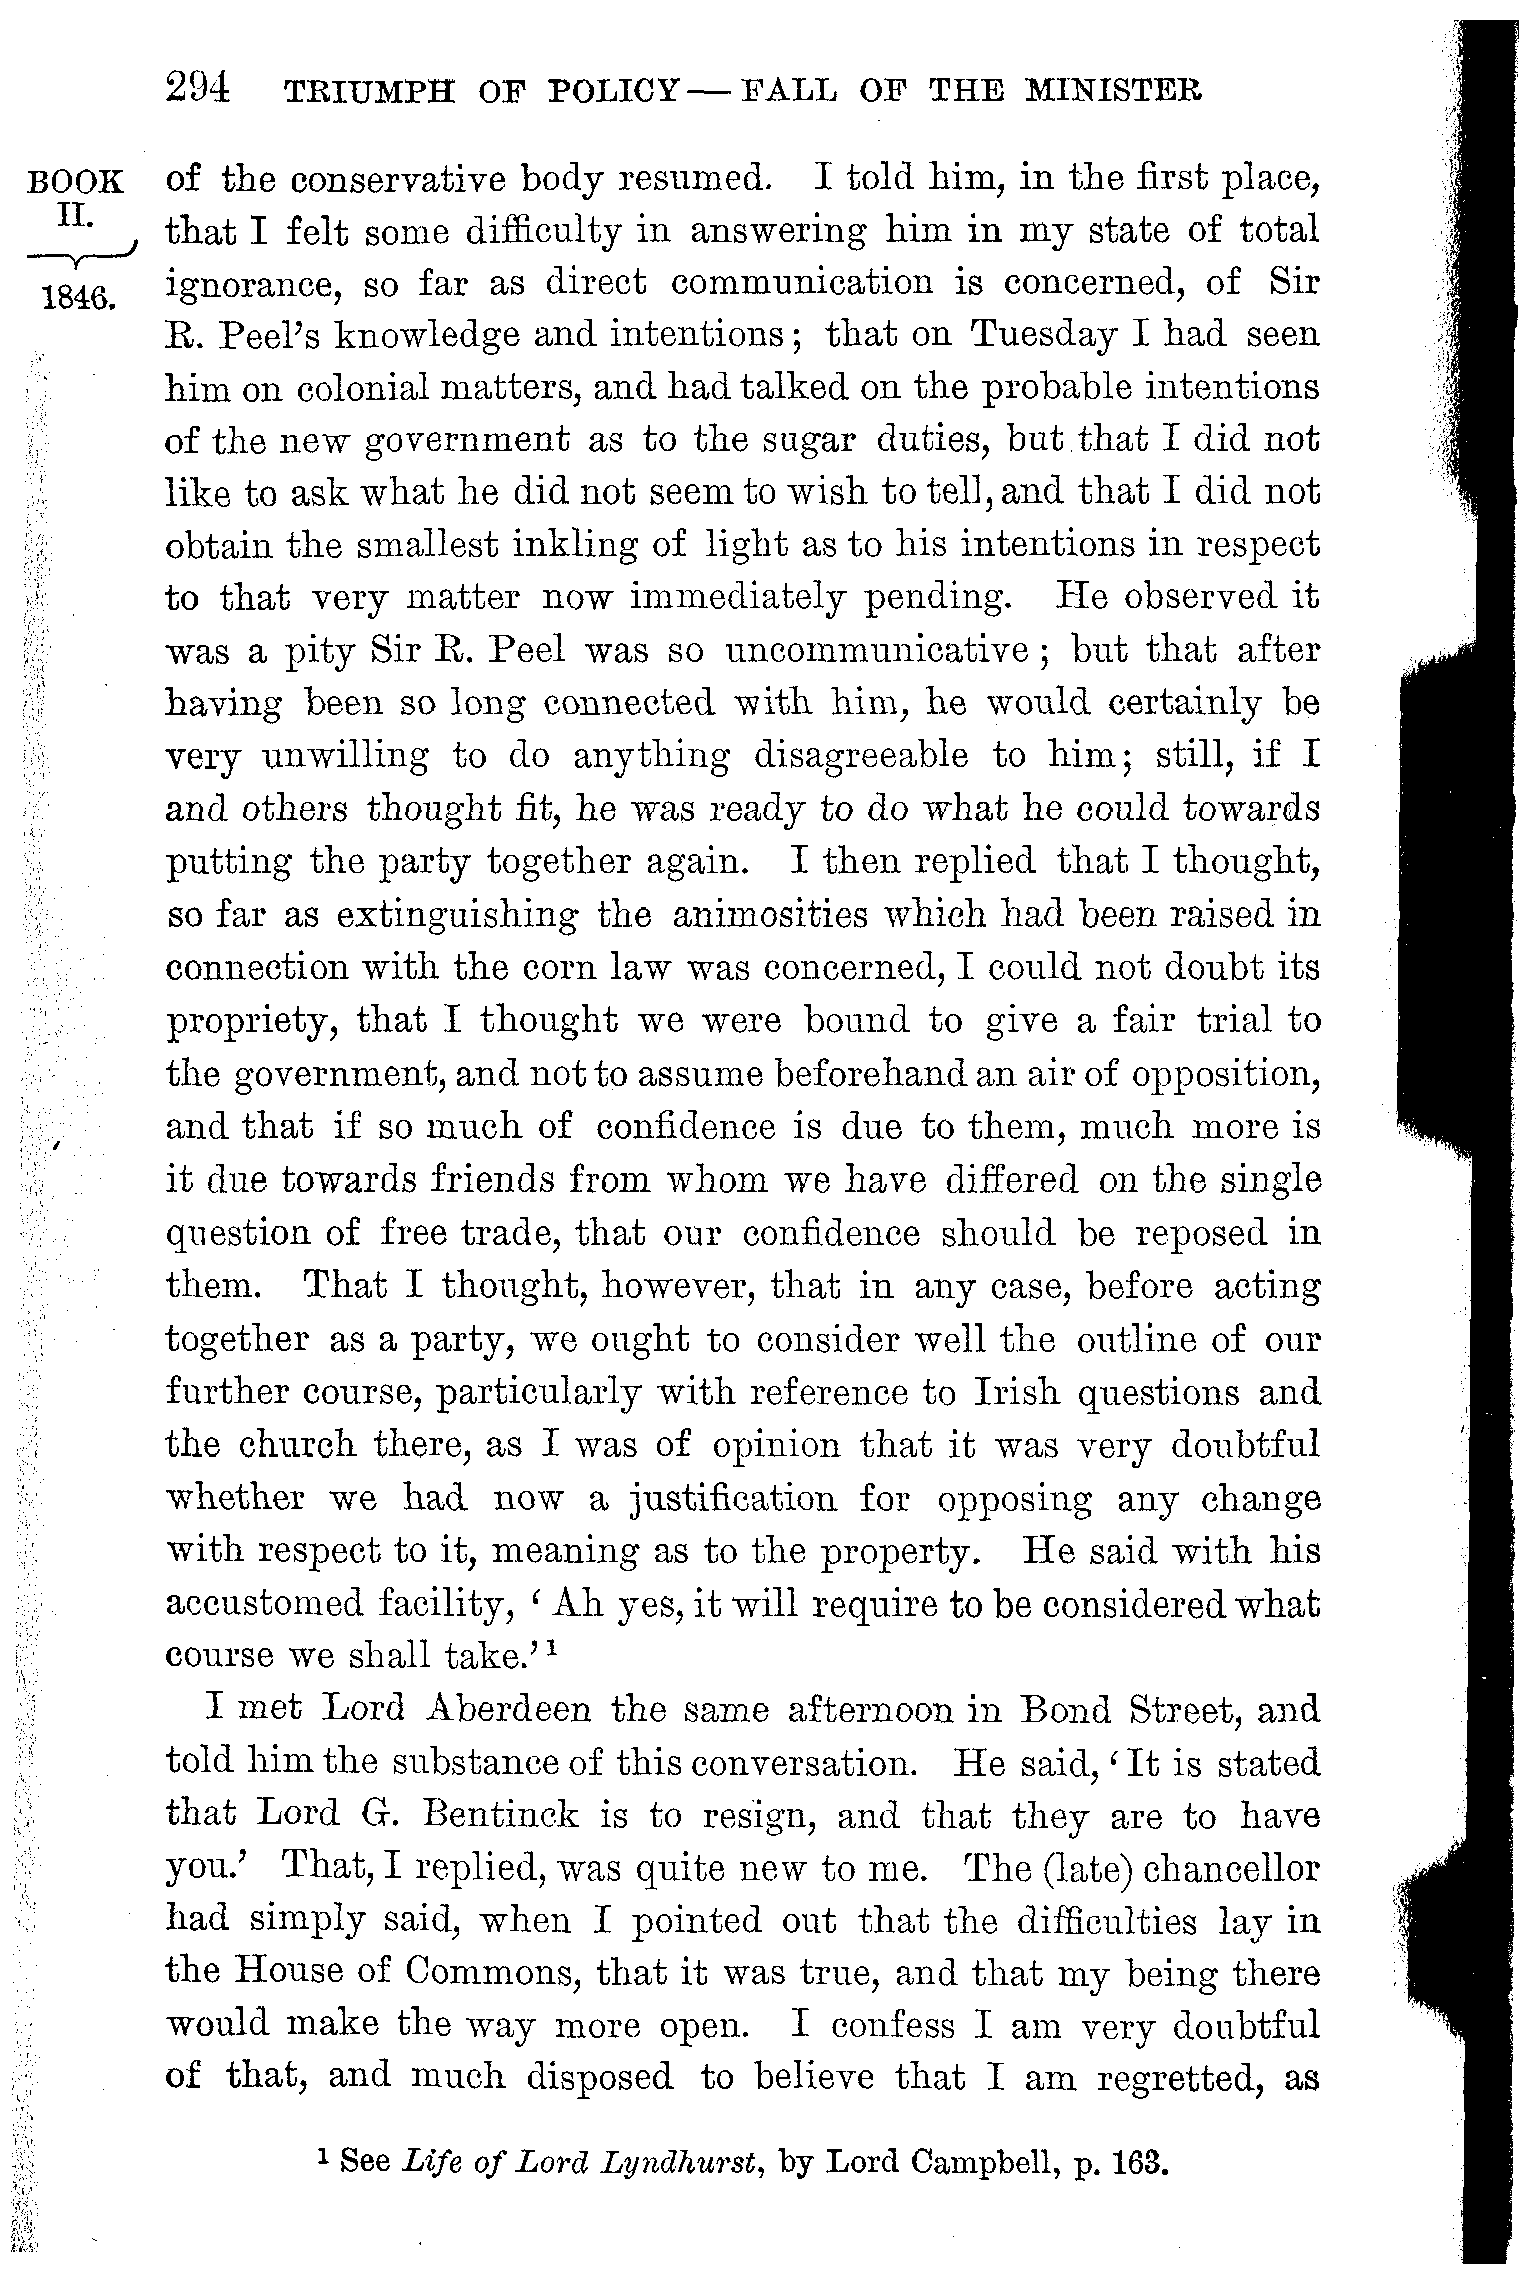 294 TRIUMPH OF POLICY—FALL OF THE MINISTER
BOOK
II.
1846.
of the conservative body resumed. I told him, in the first place,
that I felt some difficulty in answering him in my state of total
ignorance, so far as direct communication is concerned, of Sir
R. Peel's knowledge and intentions; that on Tuesday I had seen
him on colonial matters, and had talked on the probable intentions
of the new government as to the sugar duties, but that I did not
like to ask what he did not seem to wish to tell, and that I did not
obtain the smallest inkling of light as to his intentions in respect
to that very matter now immediately pending. He observed it
was a pity Sir R. Peel was so uncommunicative; but that after
having been so long connected with him, he would certainly be
very unwilling to do anything disagreeable to him; still, if I
and others thought fit, he was ready to do what he could towards
putting the party together again. I then replied that I thought,
so far as extinguishing the animosities which had been raised in
connection with the corn law was concerned, I could not doubt its
propriety, that I thought we were bound to give a fair trial to
the government, and not to assume beforehand an air of opposition,
and that if so much of confidence is due to them, much more is
it due towards friends from whom we have differed on the single
question of free trade, that our confidence should be reposed in
them. That I thought, however, that in any case, before acting
together as a party, we ought to consider well the outline of our
further course, particularly with reference to Irish questions and
the church there, as I was of opinion that it was very doubtful
whether we had now a justification for opposing any change
with respect to it, meaning as to the property. He said with his
accustomed facility, ‘Ah yes, it will require to be considered what
course we shall take.’¹
I met Lord Aberdeen the same afternoon in Bond Street, and
told him the substance of this conversation. He said, ‘It is stated
that Lord G. Bentinck is to resign, and that they are to have
you.’ That, I replied, was quite new to me. The (late) chancellor
had simply said, when I pointed out that the difficulties lay in
the House of Commons, that it was true, and that my being there
would make the way more open. I confess I am very doubtful
of that, and much disposed to believe that I am regretted, as
¹ See Life of Lord Lyndhurst, by Lord Campbell, p. 163.